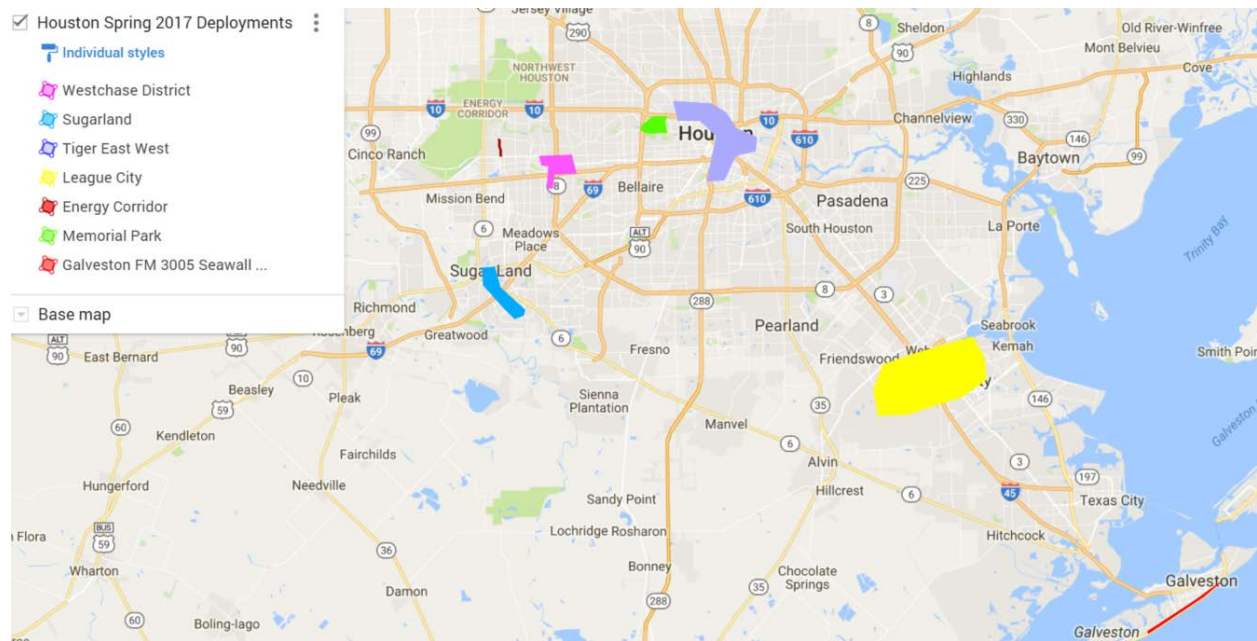 Houston Spring 2017 Deployments
Individual styles
Westchase District
Sugarland
Tiger East West
League City
Energy Corridor
Memorial Park
Galveston FM 3005 Seawall ...
Base map
Jersey Village
290
Sheldon
Old River-Winfree
90
Mont Belvieu
NORTHWEST
HOUSTON
Highlands
Cove
ENERGY
CORRIDOR
10
10
330
99
Channelview
146
10
610
Cinco Ranch
Baytown
99
8
69
Bellaire
225
Mission Bend
610
Pasadena
La Porte
6
Meadows
Place
ALT
90
South Houston
Trinity Bay
8
3
Richmond
288
Greatwood
6
Pearland
Seabrook
Kemah
Smith Poin
ALT
90
90
East Bernard
69
Fresno
Friendswood
10
Beasley
Pleak
Sienna
Plantation
59
35
146
60
Manvel
Kendleton
6
Fairchilds
Alvin
3
Hungerford
Needville
Hillcrest
6
45
197
Sandy Point
Texas City
BUS
59
n Flora
Lochridge Rosharon
Hitchcock
36
Wharton
Bonney
Chocolate
Springs
35
Galveston
Damon
288
60
Boling-lago
Galveston